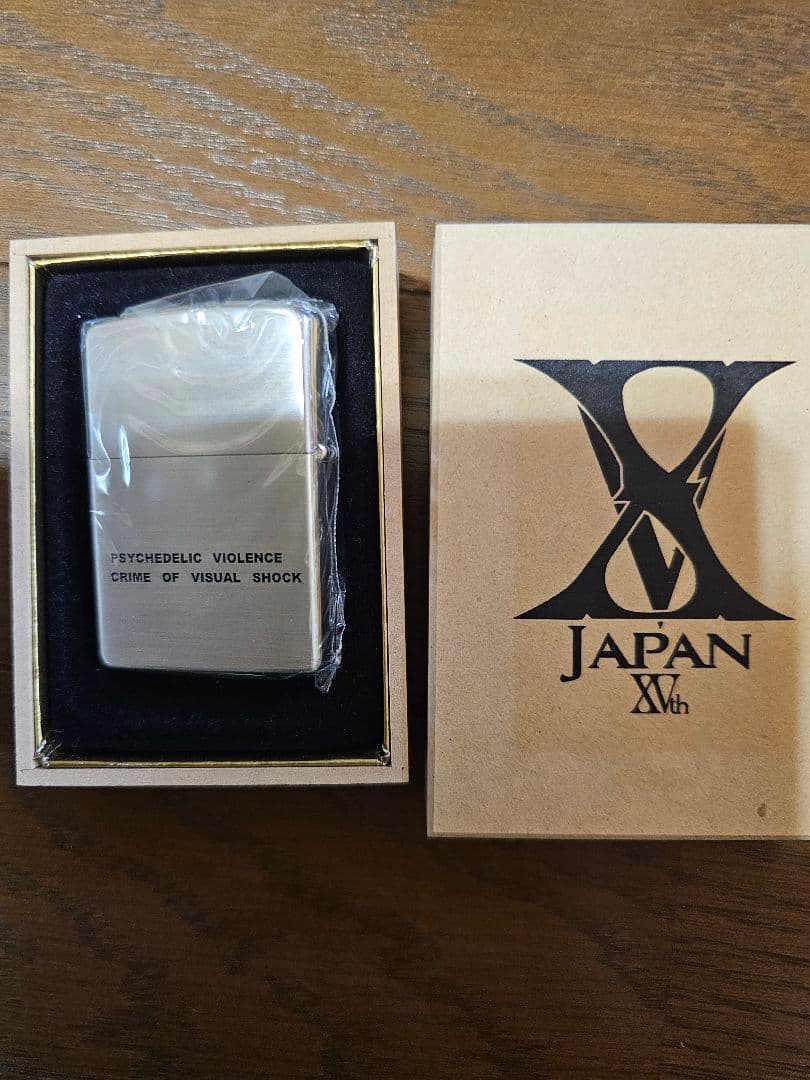 PSYCHEDELIC VIOLENCE
CRIME OF VISUAL SHOCK
X
JAPAN
XVth